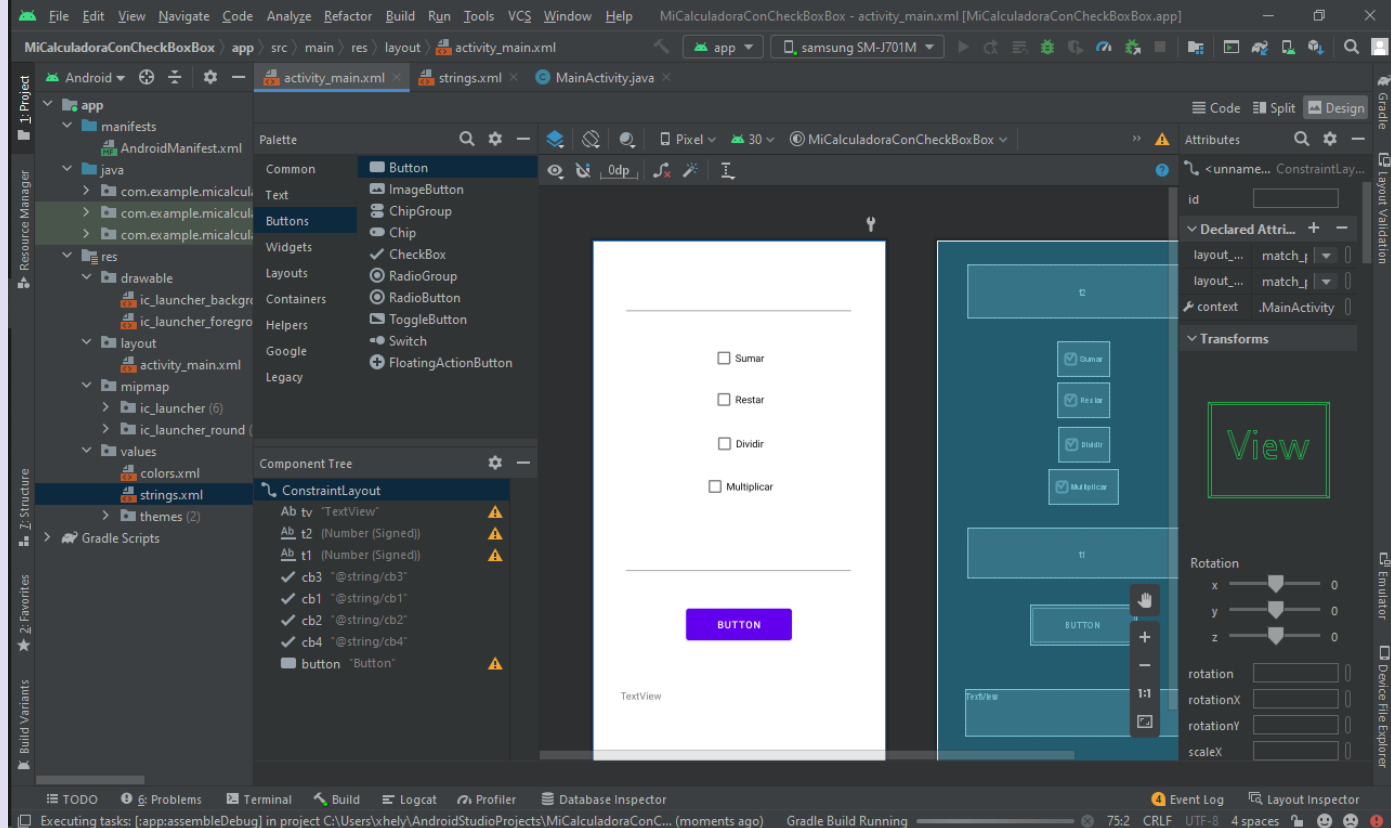 File Edit View Navigate Code Analyze Refactor Build Run Tools VCS Window Help MiCalculadoraConCheckBoxBox - activity_main.xml [MiCalculadoraConCheckBoxBox.app]
MiCalculadoraConCheckBoxBox app src main res layout activity_main.xml app samsung SM-J701M
1: Project
Resource Manager
Z: Structure
2: Favorites
Build Variants
Android
app
manifests
AndroidManifest.xml
java
com.example.micalcul
com.example.micalcul
com.example.micalcul
res
drawable
ic_launcher_backgro
ic_launcher_foregro
layout
activity_main.xml
mipmap
ic_launcher (6)
ic_launcher_round (
values
colors.xml
strings.xml
themes (2)
Gradle Scripts
activity_main.xml strings.xml MainActivity.java
Code Split Design
Palette
Common
Text
Buttons
Widgets
Layouts
Containers
Helpers
Google
Legacy
Button
ImageButton
ChipGroup
Chip
CheckBox
RadioGroup
RadioButton
ToggleButton
Switch
FloatingActionButton
Component Tree
ConstraintLayout
Ab tv "TextView"
Ab t2 (Number (Signed))
Ab t1 (Number (Signed))
cb3 "@string/cb3"
cb1 "@string/cb1"
cb2 "@string/cb2"
cb4 "@string/cb4"
button "Button"
Pixel 30 MiCalculadoraConCheckBoxBox
0dp
Sumar
Restar
Dividir
Multiplicar
BUTTON
TextView
t2
Sumar
Restar
Dividir
Multiplicar
t1
BUTTON
TextView
1:1
Attributes
<unname... ConstraintLay...
id
Declared Attri...
layout_... match_p
layout_... match_p
context .MainActivity
Transforms
View
Rotation
x 0
y 0
z 0
rotation
rotationX
rotationY
scaleX
Gradle
Layout Validation
Emulator
Device File Explorer
TODO 6: Problems Terminal Build Logcat Profiler Database Inspector 4 Event Log Layout Inspector
Executing tasks: [:app:assembleDebug] in project C:\Users\xhely\AndroidStudioProjects\MiCalculadoraConC... (moments ago) Gradle Build Running 75:2 CRLF UTF-8 4 spaces